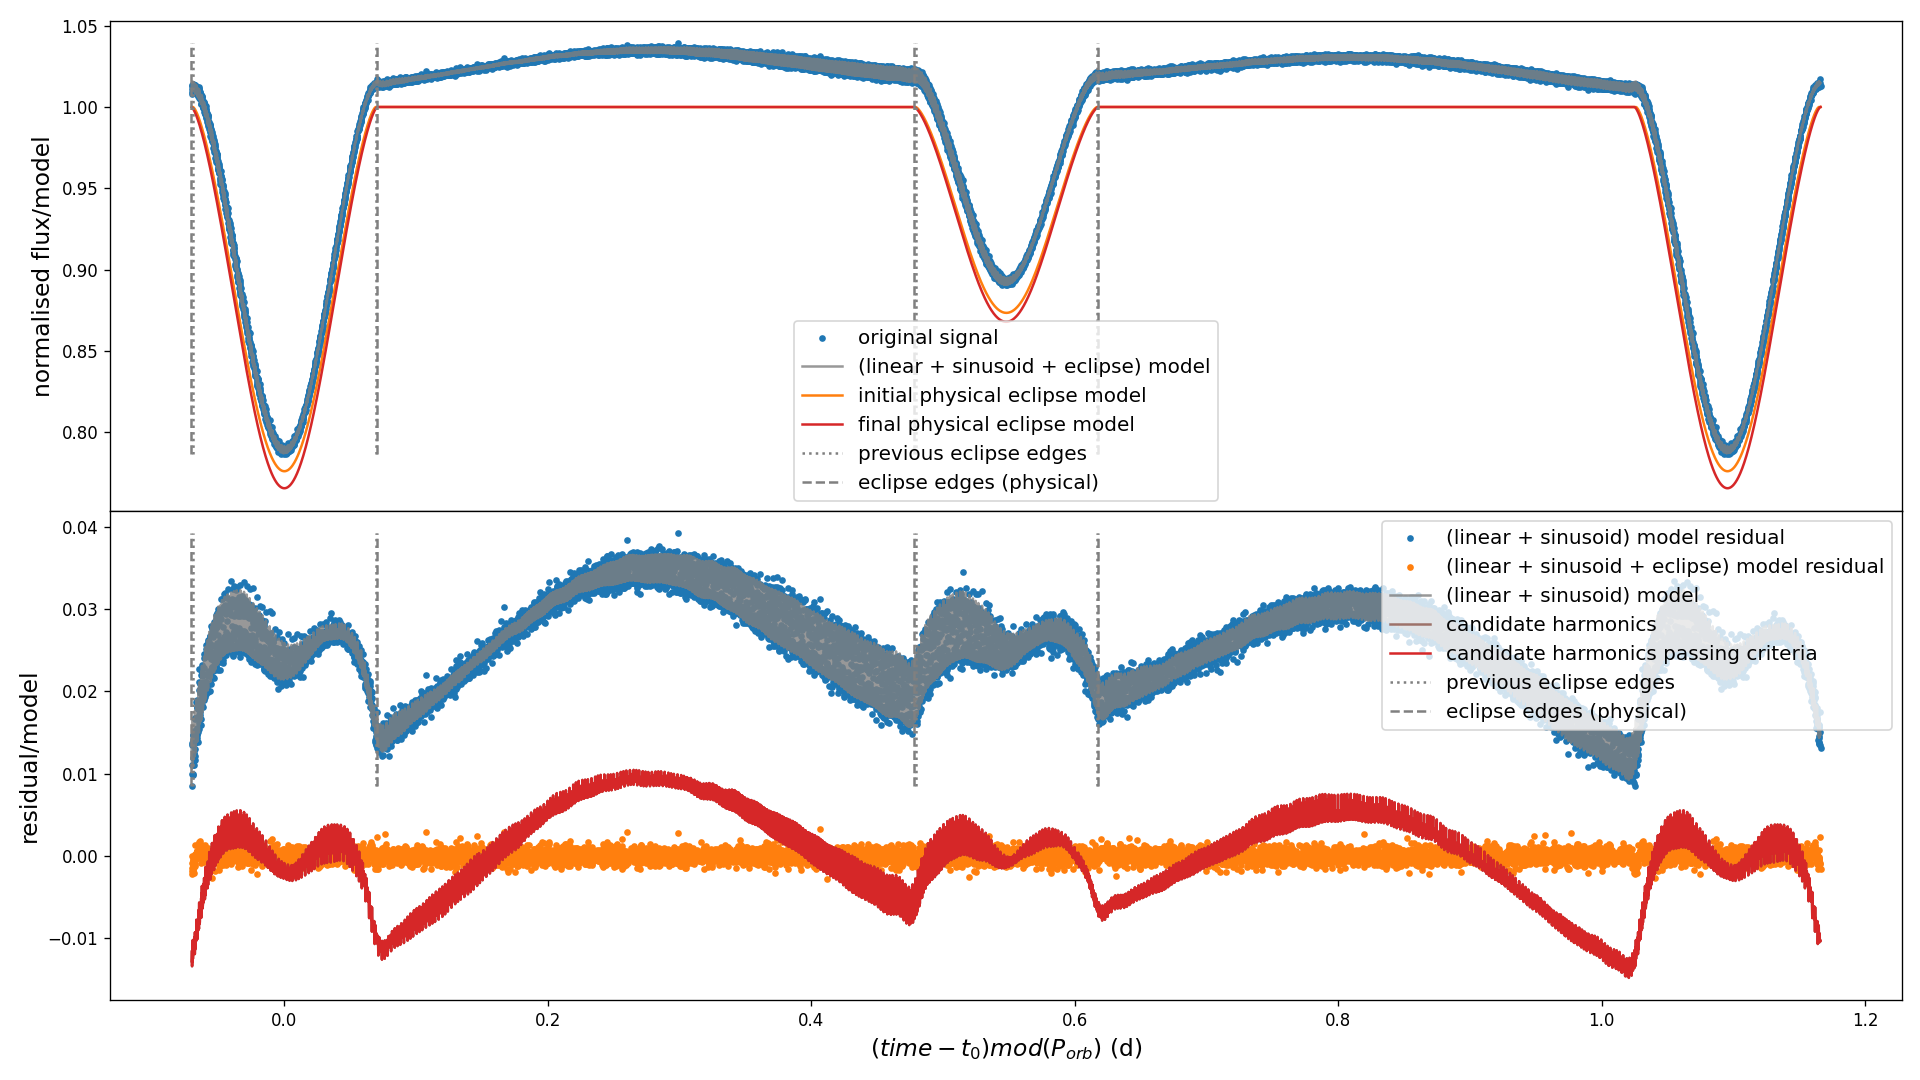 1.05
1.00
0.95
0.90
0.85
0.80
normalised flux/model
original signal
(linear + sinusoid + eclipse) model
initial physical eclipse model
final physical eclipse model
previous eclipse edges
eclipse edges (physical)
0.04
0.03
0.02
0.01
0.00
−0.01
residual/model
(linear + sinusoid) model residual
(linear + sinusoid + eclipse) model residual
(linear + sinusoid) model
candidate harmonics
candidate harmonics passing criteria
previous eclipse edges
eclipse edges (physical)
0.0 0.2 0.4 0.6 0.8 1.0 1.2
(time − t₀)mod(Pₒᵣb) (d)